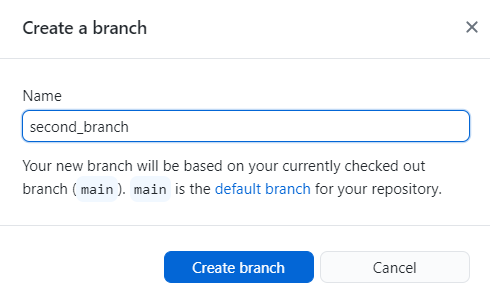 Create a branch
Name
second_branch
Your new branch will be based on your currently checked out
branch ( main ). main is the default branch for your repository.
Create branch
Cancel